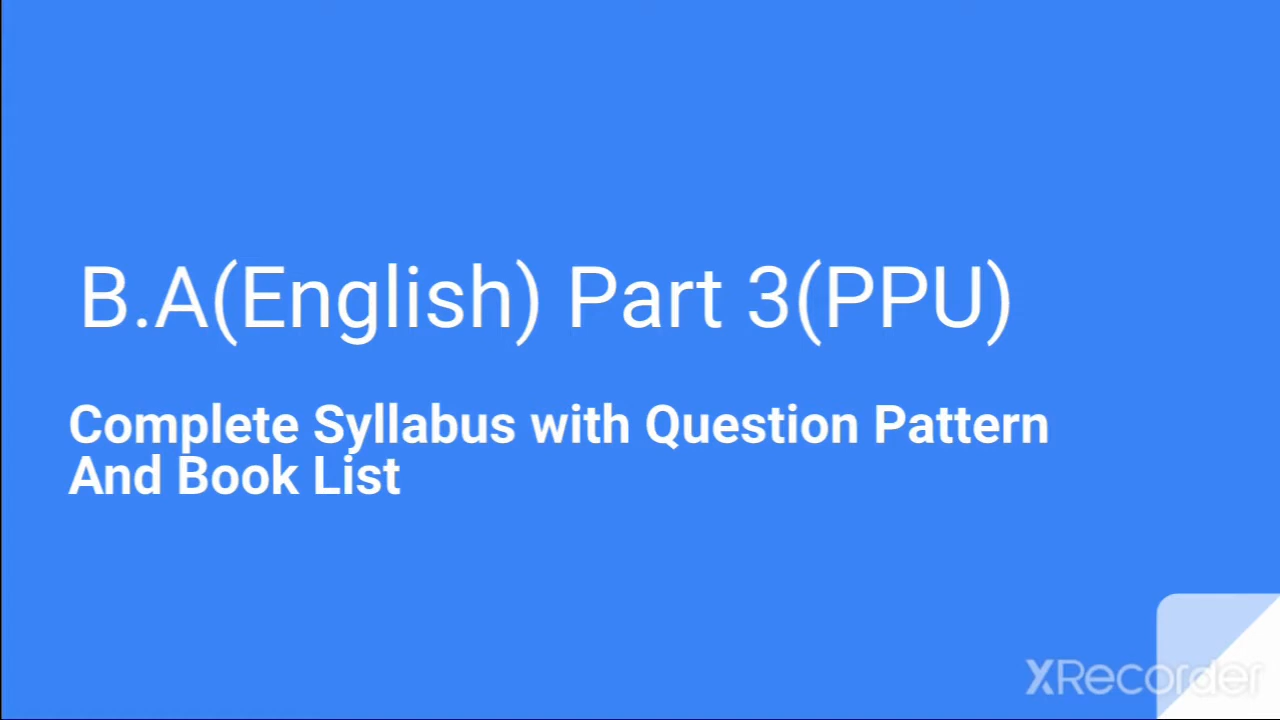 B.A(English) Part 3(PPU)
Complete Syllabus with Question Pattern
And Book List
XRecorder